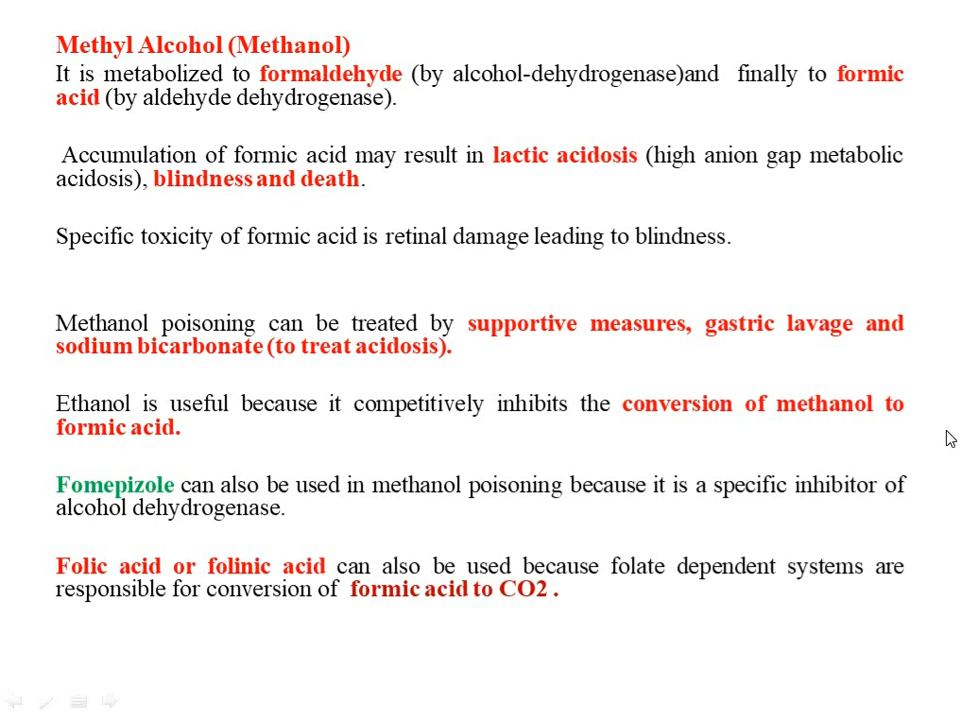 Methyl Alcohol (Methanol)
It is metabolized to formaldehyde (by alcohol-dehydrogenase)and finally to formic
acid (by aldehyde dehydrogenase).
Accumulation of formic acid may result in lactic acidosis (high anion gap metabolic
acidosis), blindness and death.
Specific toxicity of formic acid is retinal damage leading to blindness.
Methanol poisoning can be treated by supportive measures, gastric lavage and
sodium bicarbonate (to treat acidosis).
Ethanol is useful because it competitively inhibits the conversion of methanol to
formic acid.
Fomepizole can also be used in methanol poisoning because it is a specific inhibitor of
alcohol dehydrogenase.
Folic acid or folinic acid can also be used because folate dependent systems are
responsible for conversion of formic acid to CO2 .